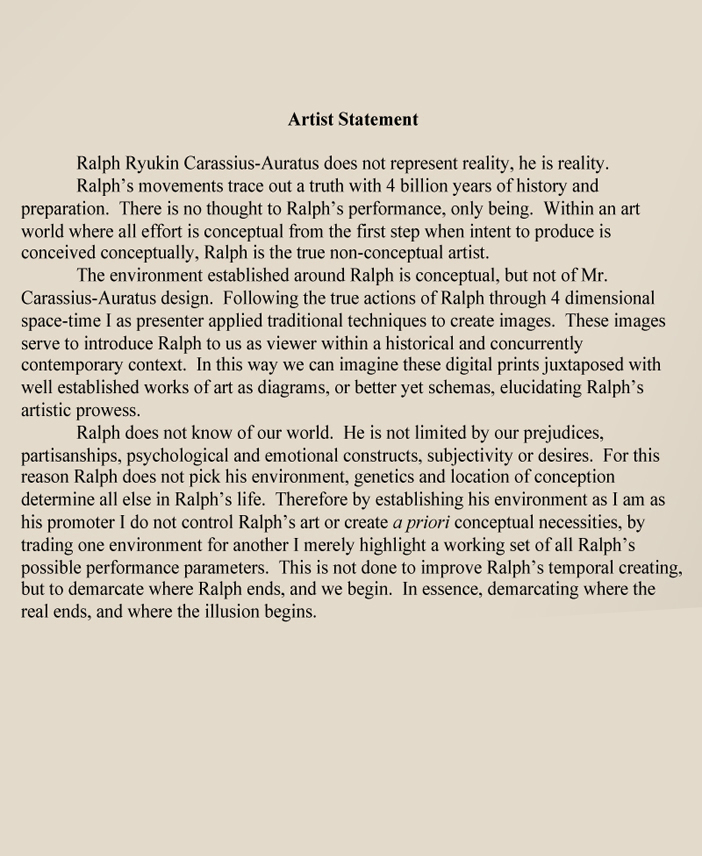 Artist Statement
Ralph Ryukin Carassius-Auratus does not represent reality, he is reality.
Ralph's movements trace out a truth with 4 billion years of history and
preparation.  There is no thought to Ralph's performance, only being.  Within an art
world where all effort is conceptual from the first step when intent to produce is
conceived conceptually, Ralph is the true non-conceptual artist.
The environment established around Ralph is conceptual, but not of Mr.
Carassius-Auratus design.  Following the true actions of Ralph through 4 dimensional
space-time I as presenter applied traditional techniques to create images.  These images
serve to introduce Ralph to us as viewer within a historical and concurrently
contemporary context.  In this way we can imagine these digital prints juxtaposed with
well established works of art as diagrams, or better yet schemas, elucidating Ralph's
artistic prowess.
Ralph does not know of our world.  He is not limited by our prejudices,
partisanships, psychological and emotional constructs, subjectivity or desires.  For this
reason Ralph does not pick his environment, genetics and location of conception
determine all else in Ralph's life.  Therefore by establishing his environment as I am as
his promoter I do not control Ralph's art or create a priori conceptual necessities, by
trading one environment for another I merely highlight a working set of all Ralph's
possible performance parameters.  This is not done to improve Ralph's temporal creating,
but to demarcate where Ralph ends, and we begin.  In essence, demarcating where the
real ends, and where the illusion begins.